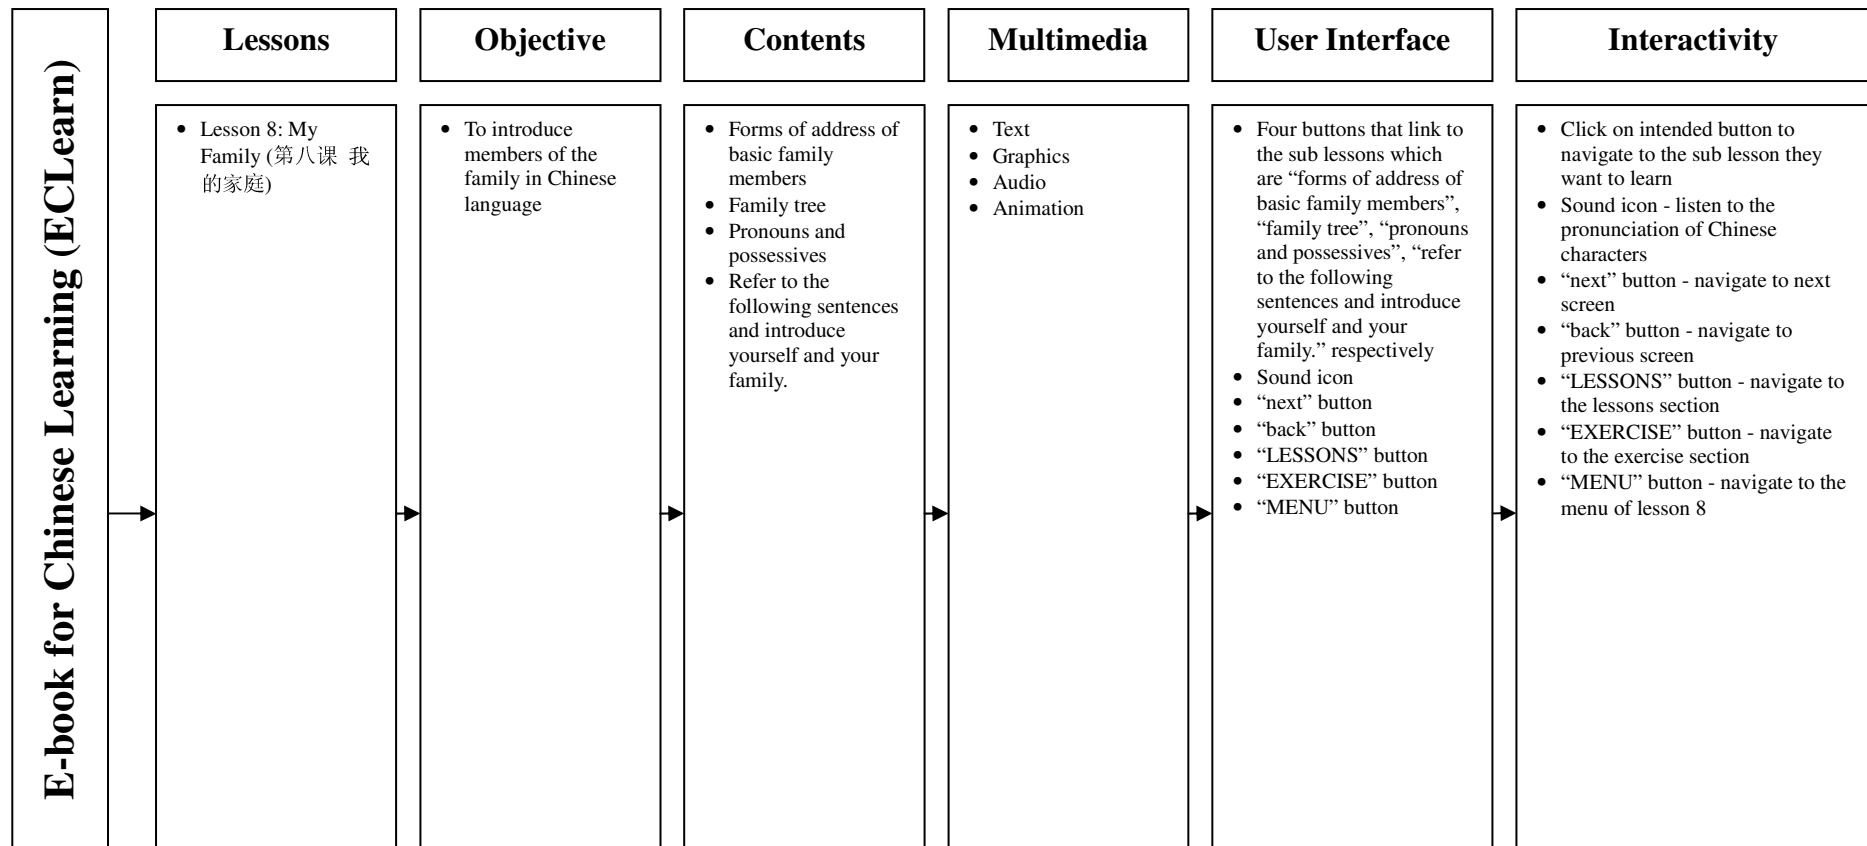 E-book for Chinese Learning (ECLearn)
Lessons
• Lesson 8: My
Family (第八课 我
的家庭)
Objective
• To introduce
members of the
family in Chinese
language
Contents
• Forms of address of
basic family
members
• Family tree
• Pronouns and
possessives
• Refer to the
following sentences
and introduce
yourself and your
family.
Multimedia
• Text
• Graphics
• Audio
• Animation
User Interface
• Four buttons that link to
the sub lessons which
are “forms of address of
basic family members”,
“family tree”, “pronouns
and possessives”, “refer
to the following
sentences and introduce
yourself and your
family.” respectively
• Sound icon
• “next” button
• “back” button
• “LESSONS” button
• “EXERCISE” button
• “MENU” button
Interactivity
• Click on intended button to
navigate to the sub lesson they
want to learn
• Sound icon - listen to the
pronunciation of Chinese
characters
• “next” button - navigate to next
screen
• “back” button - navigate to
previous screen
• “LESSONS” button - navigate to
the lessons section
• “EXERCISE” button - navigate
to the exercise section
• “MENU” button - navigate to the
menu of lesson 8